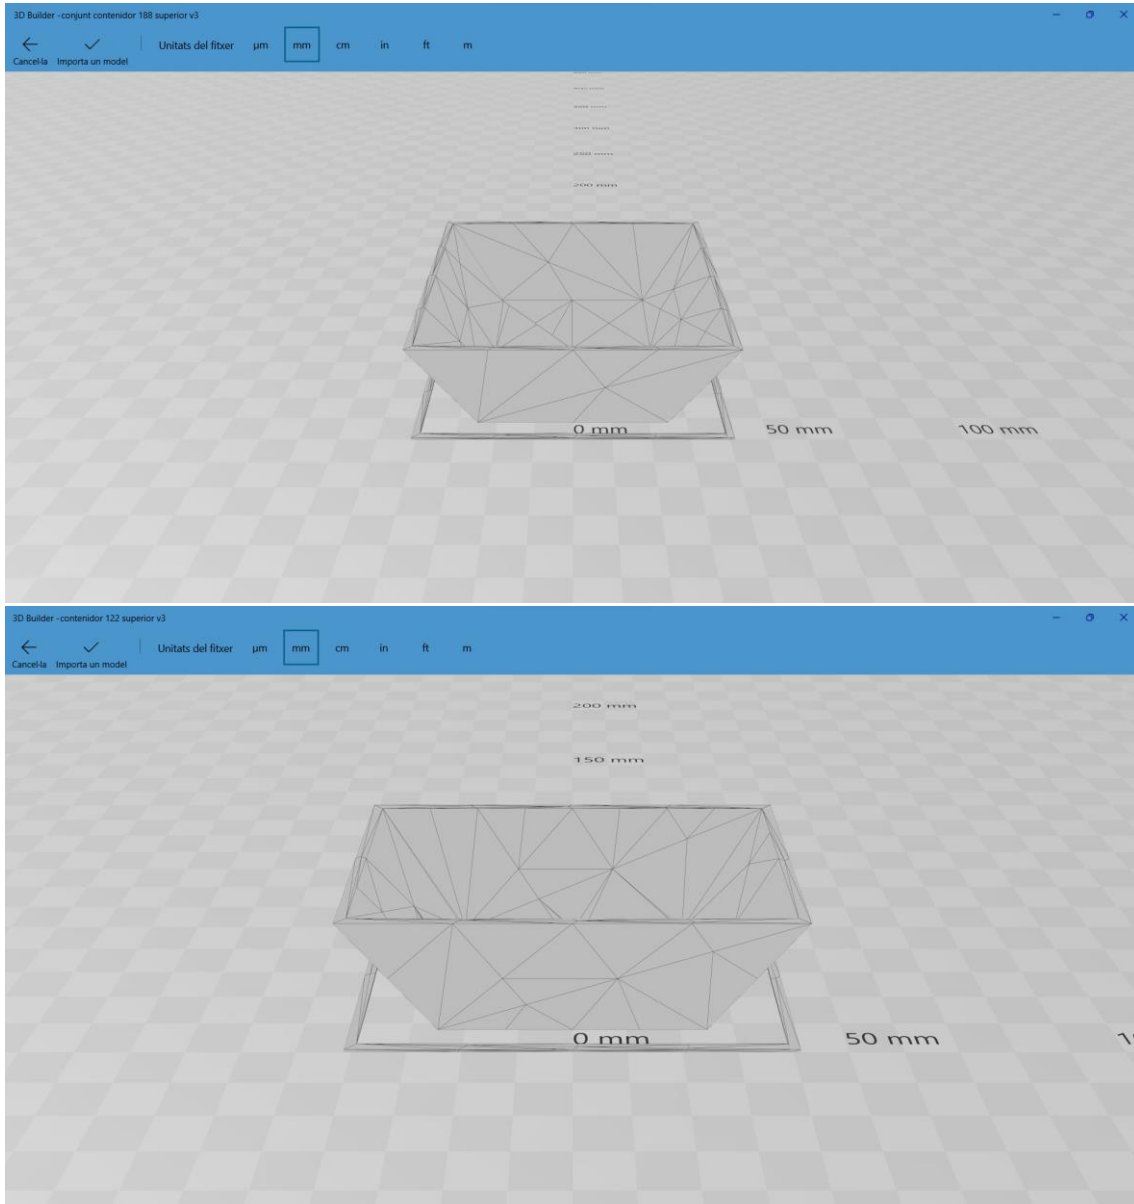 3D Builder - conjunt contenidor 188 superior v3
Cancel·la Importa un model Unitats del fitxer µm mm cm in ft m
250 mm
200 mm
0 mm 50 mm 100 mm
3D Builder - contenidor 122 superior v3
Cancel·la Importa un model Unitats del fitxer µm mm cm in ft m
200 mm
150 mm
0 mm 50 mm